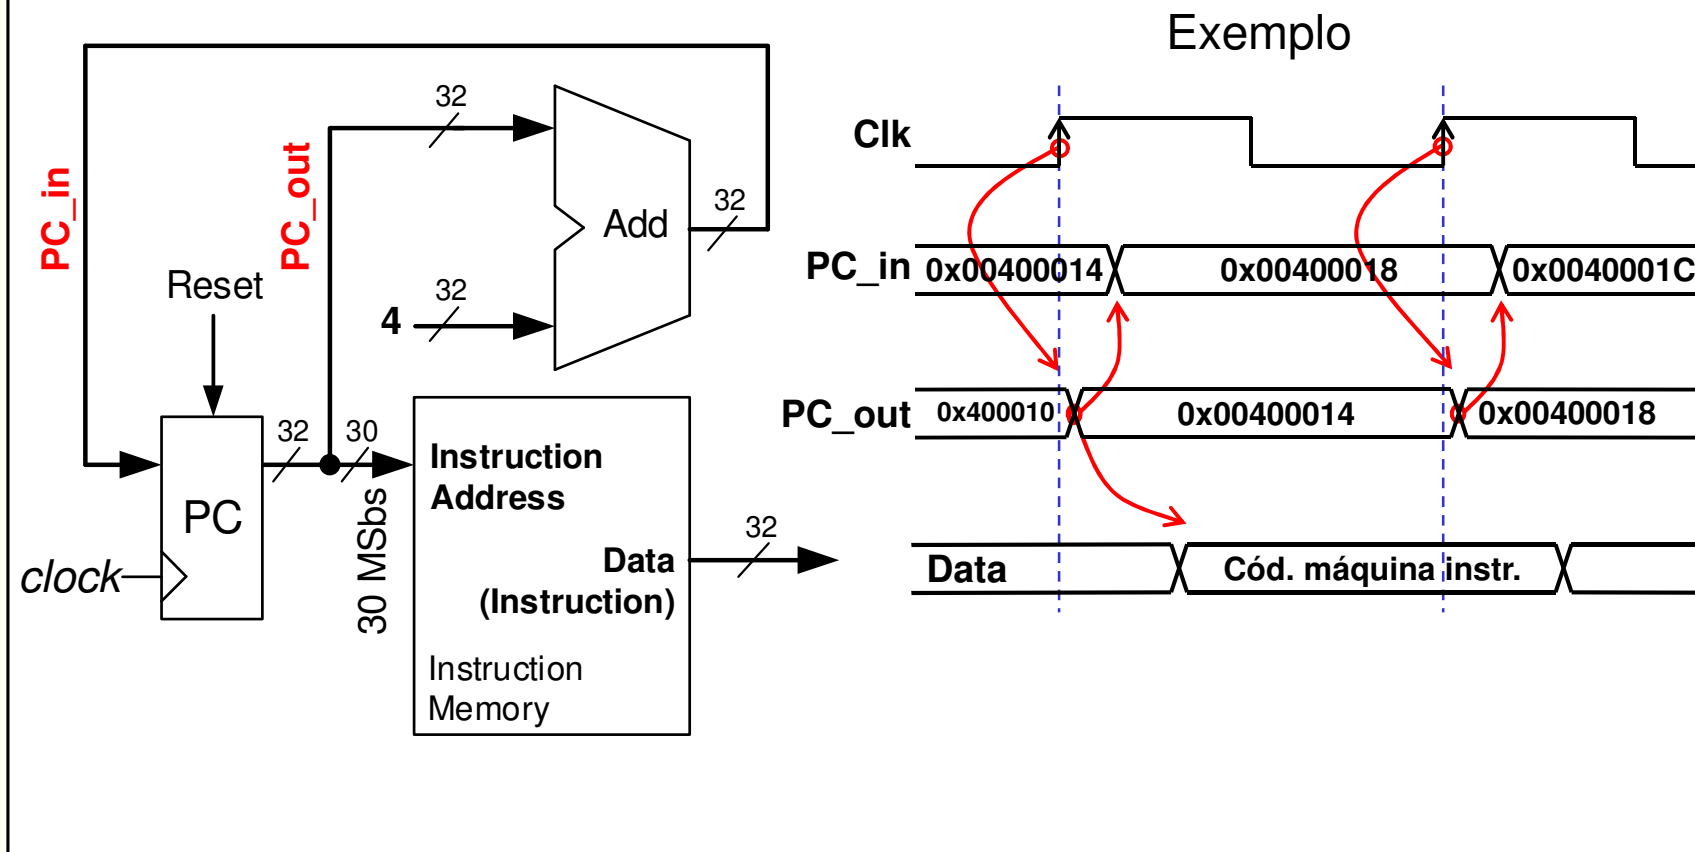 Exemplo
PC_in
PC_out
32
Add
32
4
32
Reset
PC
clock
32
30
30 MSbs
Instruction
Address
Data
(Instruction)
32
Instruction
Memory
Clk
PC_in 0x00400014 0x00400018 0x0040001C
PC_out 0x400010 0x00400014 0x00400018
Data Cód. máquina instr.